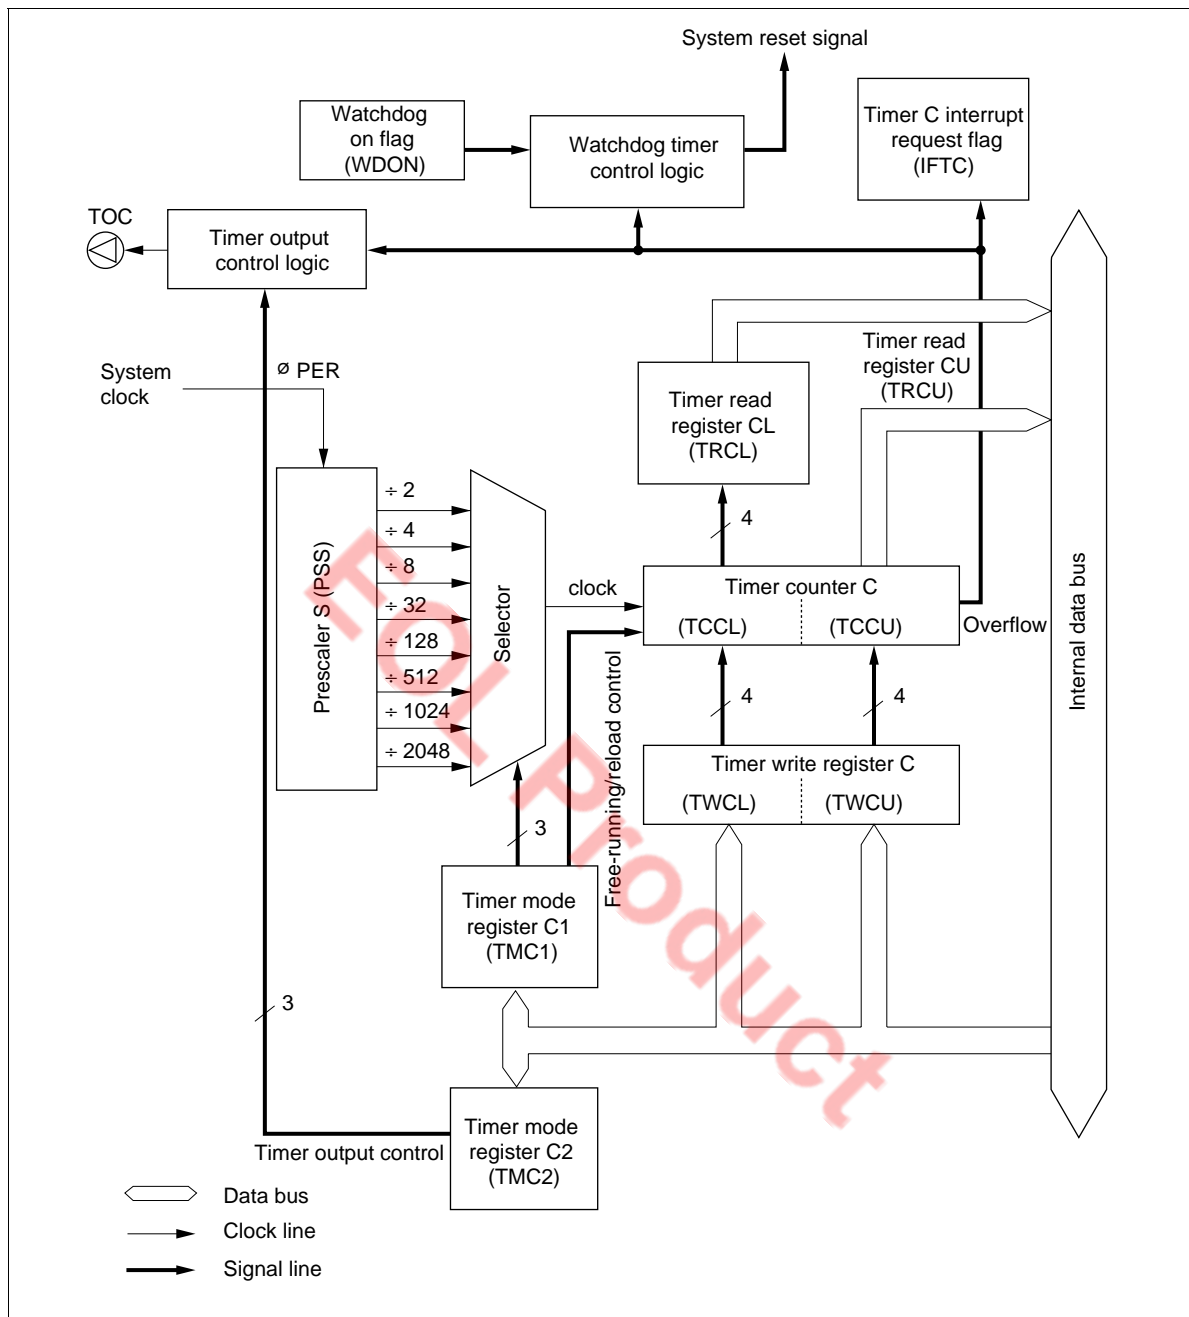 System reset signal
Watchdog
on flag
(WDON)
Watchdog timer
control logic
Timer C interrupt
request flag
(IFTC)
TOC
Timer output
control logic
System
clock
ø PER
Timer read
register CL
(TRCL)
Timer read
register CU
(TRCU)
Prescaler S (PSS)
÷ 2
÷ 4
÷ 8
÷ 32
÷ 128
÷ 512
÷ 1024
÷ 2048
Selector
clock
4
Timer counter C
(TCCL)
(TCCU)
Overflow
Internal data bus
Free-running/reload control
4
4
Timer write register C
(TWCL)
(TWCU)
3
Timer mode
register C1
(TMC1)
3
Timer mode
register C2
(TMC2)
Timer output control
Data bus
Clock line
Signal line
EOL Product